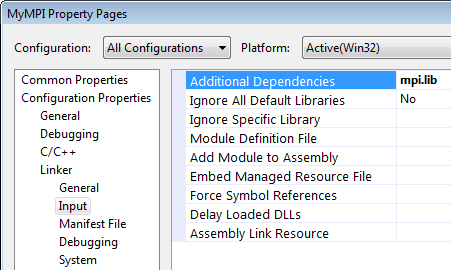 MyMPI Property Pages
Configuration: All Configurations Platform: Active(Win32)
Common Properties
Configuration Properties
General
Debugging
C/C++
Linker
General
Input
Manifest File
Debugging
System
Additional Dependencies mpi.lib
Ignore All Default Libraries No
Ignore Specific Library
Module Definition File
Add Module to Assembly
Embed Managed Resource File
Force Symbol References
Delay Loaded DLLs
Assembly Link Resource